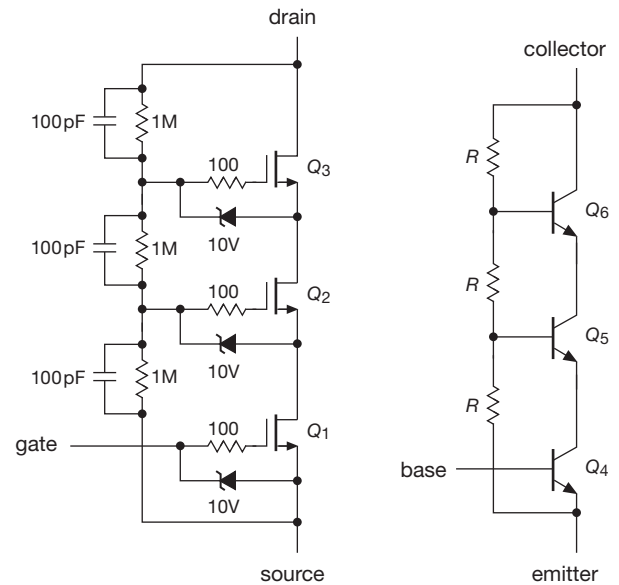 drain
100pF
1M
100
Q3
10V
100pF
1M
100
Q2
10V
100pF
1M
100
Q1
gate
10V
source
collector
R
Q6
R
Q5
R
base
Q4
emitter